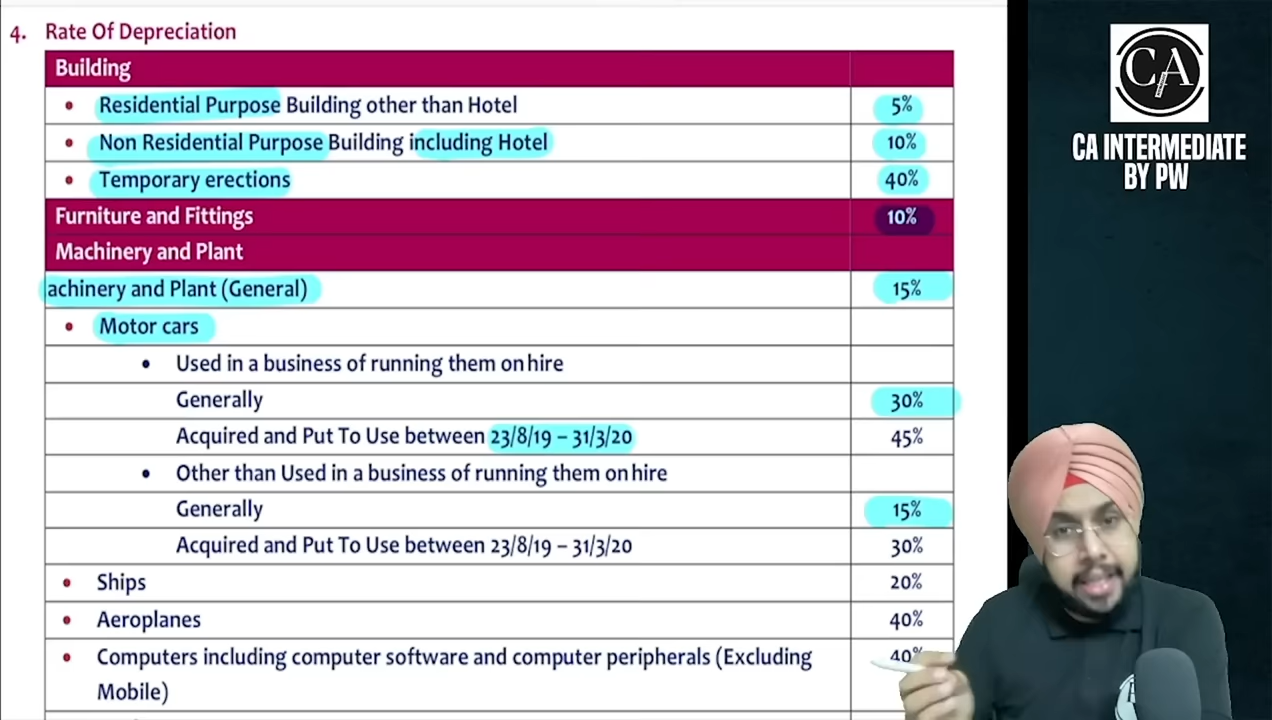 4. Rate Of Depreciation
Building
• Residential Purpose Building other than Hotel 5%
• Non Residential Purpose Building including Hotel 10%
• Temporary erections 40%
Furniture and Fittings 10%
Machinery and Plant
achinery and Plant (General) 15%
• Motor cars
• Used in a business of running them on hire
Generally 30%
Acquired and Put To Use between 23/8/19 – 31/3/20 45%
• Other than Used in a business of running them on hire
Generally 15%
Acquired and Put To Use between 23/8/19 – 31/3/20 30%
• Ships 20%
• Aeroplanes 40%
• Computers including computer software and computer peripherals (Excluding 40%
Mobile)
CA
CA INTERMEDIATE
BY PW